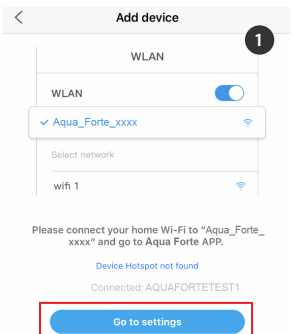 Add device
1
WLAN
WLAN
Aqua_Forte_xxxx
Select network
wifi 1
Please connect your home Wi-Fi to “Aqua_Forte_
xxxx“ and go to Aqua Forte APP.
Device Hotspot not found
Connected: AQUAFORTETEST1
Go to settings